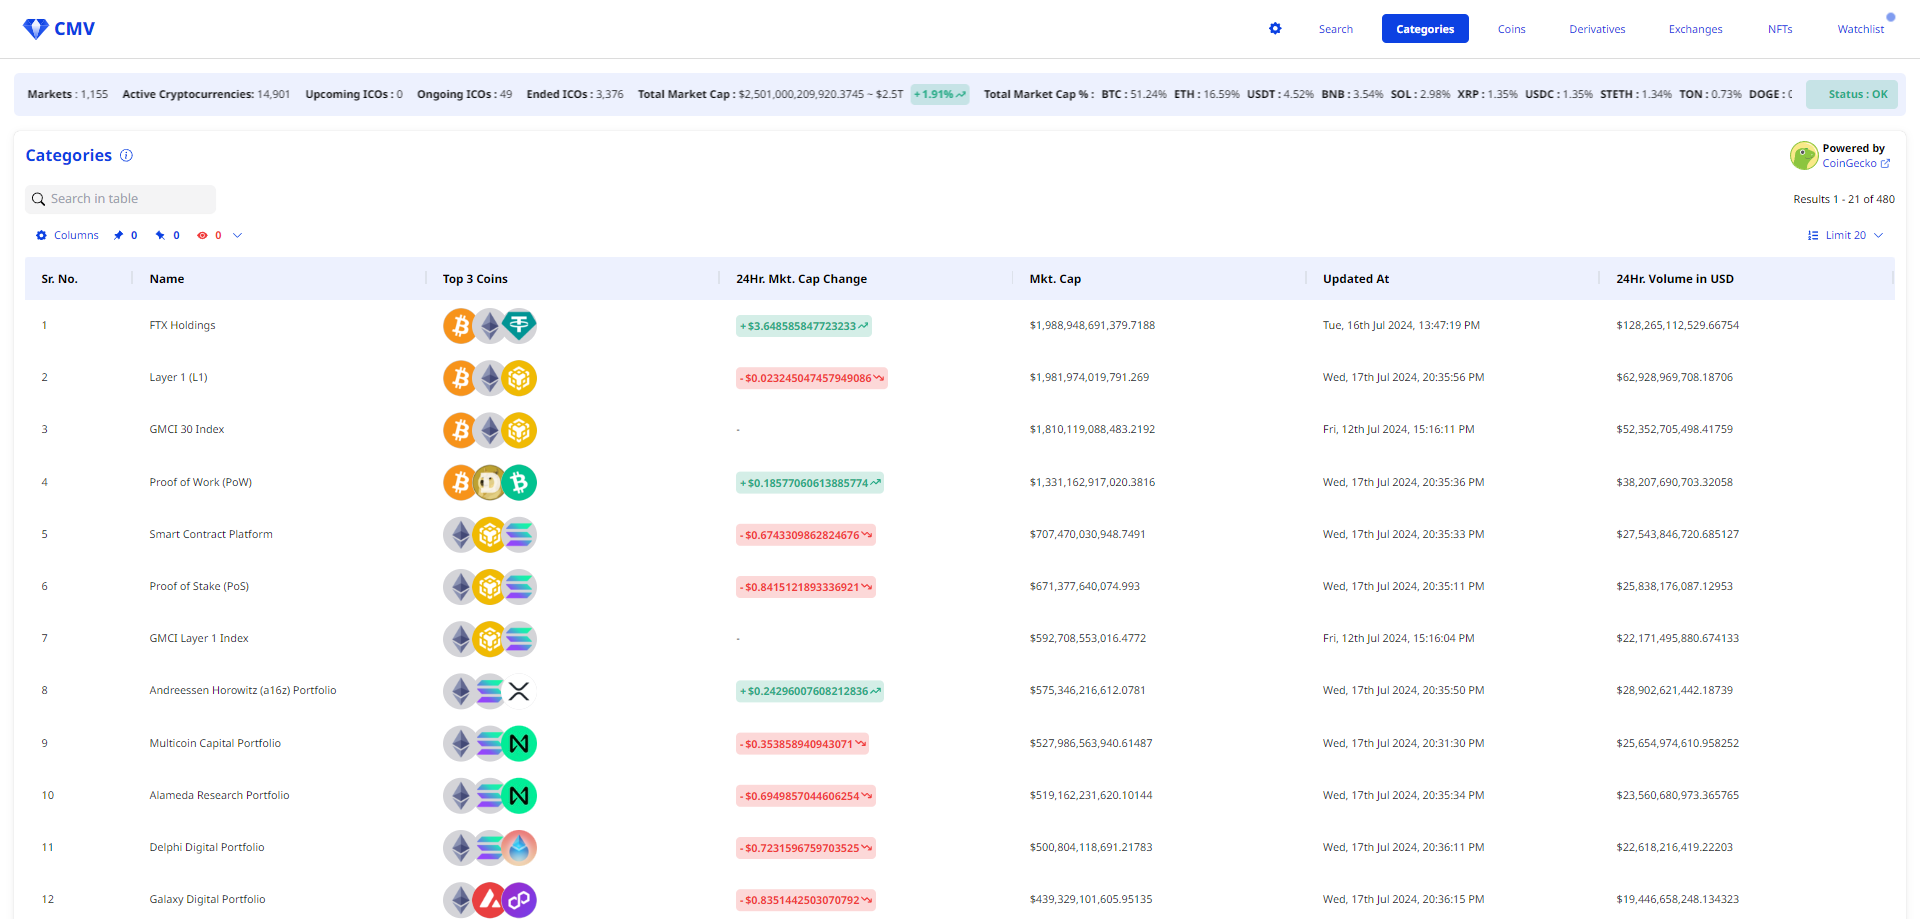 CMV
Search
Categories
Coins
Derivatives
Exchanges
NFTs
Watchlist
Markets : 1,155 Active Cryptocurrencies: 14,901 Upcoming ICOs : 0 Ongoing ICOs : 49 Ended ICOs : 3,376 Total Market Cap : $2,501,000,209,920.3745 ~ $2.5T +1.91% Total Market Cap % : BTC : 51.24% ETH : 16.59% USDT : 4.52% BNB : 3.54% SOL : 2.98% XRP : 1.35% USDC : 1.35% STETH : 1.34% TON : 0.73% DOGE : Status : OK
Categories
Powered by
CoinGecko
Search in table
Results 1 - 21 of 480
Columns 0 0 0 Limit 20
Sr. No. Name Top 3 Coins 24Hr. Mkt. Cap Change Mkt. Cap Updated At 24Hr. Volume in USD
1 FTX Holdings +$3.648585847723233 $1,988,948,691,379.7188 Tue, 16th Jul 2024, 13:47:19 PM $128,265,112,529.66754
2 Layer 1 (L1) -$0.023245047457949086 $1,981,974,019,791.269 Wed, 17th Jul 2024, 20:35:56 PM $62,928,969,708.18706
3 GMCI 30 Index - $1,810,119,088,483.2192 Fri, 12th Jul 2024, 15:16:11 PM $52,352,705,498.41759
4 Proof of Work (PoW) +$0.18577060613885774 $1,331,162,917,020.3816 Wed, 17th Jul 2024, 20:35:36 PM $38,207,690,703.32058
5 Smart Contract Platform -$0.6743309862824676 $707,470,030,948.7491 Wed, 17th Jul 2024, 20:35:33 PM $27,543,846,720.685127
6 Proof of Stake (PoS) -$0.8415121893336921 $671,377,640,074.993 Wed, 17th Jul 2024, 20:35:11 PM $25,838,176,087.12953
7 GMCI Layer 1 Index - $592,708,553,016.4772 Fri, 12th Jul 2024, 15:16:04 PM $22,171,495,880.674133
8 Andreessen Horowitz (a16z) Portfolio +$0.24296007608212836 $575,346,216,612.0781 Wed, 17th Jul 2024, 20:35:50 PM $28,902,621,442.18739
9 Multicoin Capital Portfolio -$0.353858940943071 $527,986,563,940.61487 Wed, 17th Jul 2024, 20:31:30 PM $25,654,974,610.958252
10 Alameda Research Portfolio -$0.6949857044606254 $519,162,231,620.10144 Wed, 17th Jul 2024, 20:35:34 PM $23,560,680,973.365765
11 Delphi Digital Portfolio -$0.7231596759703525 $500,804,118,691.21783 Wed, 17th Jul 2024, 20:36:11 PM $22,618,216,419.22203
12 Galaxy Digital Portfolio -$0.8351442503070792 $439,329,101,605.95135 Wed, 17th Jul 2024, 20:36:15 PM $19,446,658,248.134323